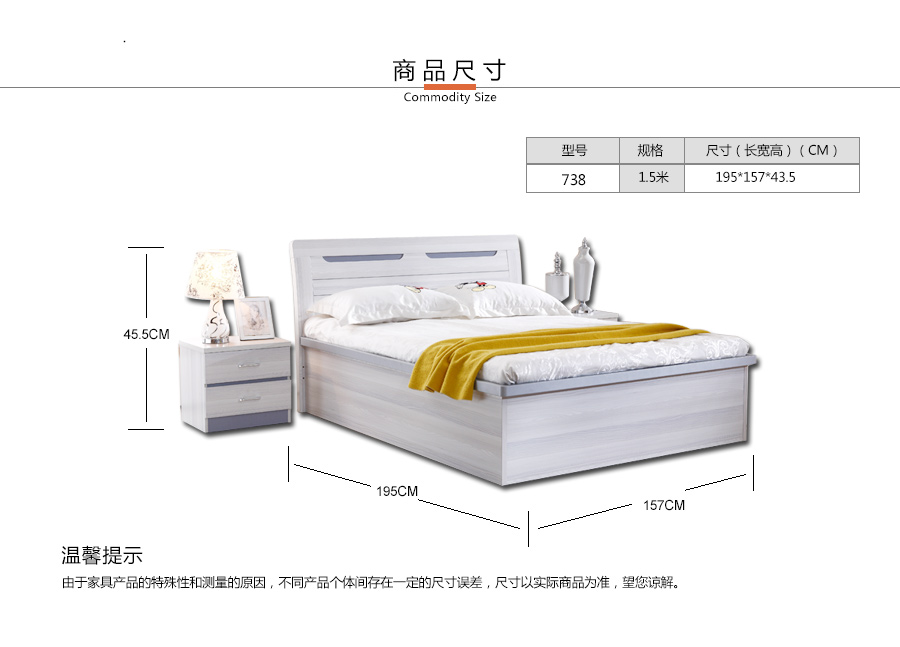 商品尺寸
Commodity Size
型号 规格 尺寸（长宽高）（CM）
738 1.5米 195*157*43.5
45.5CM
195CM
157CM
温馨提示
由于家具产品的特殊性和测量的原因，不同产品个体间存在一定的尺寸误差，尺寸以实际商品为准，望您谅解。